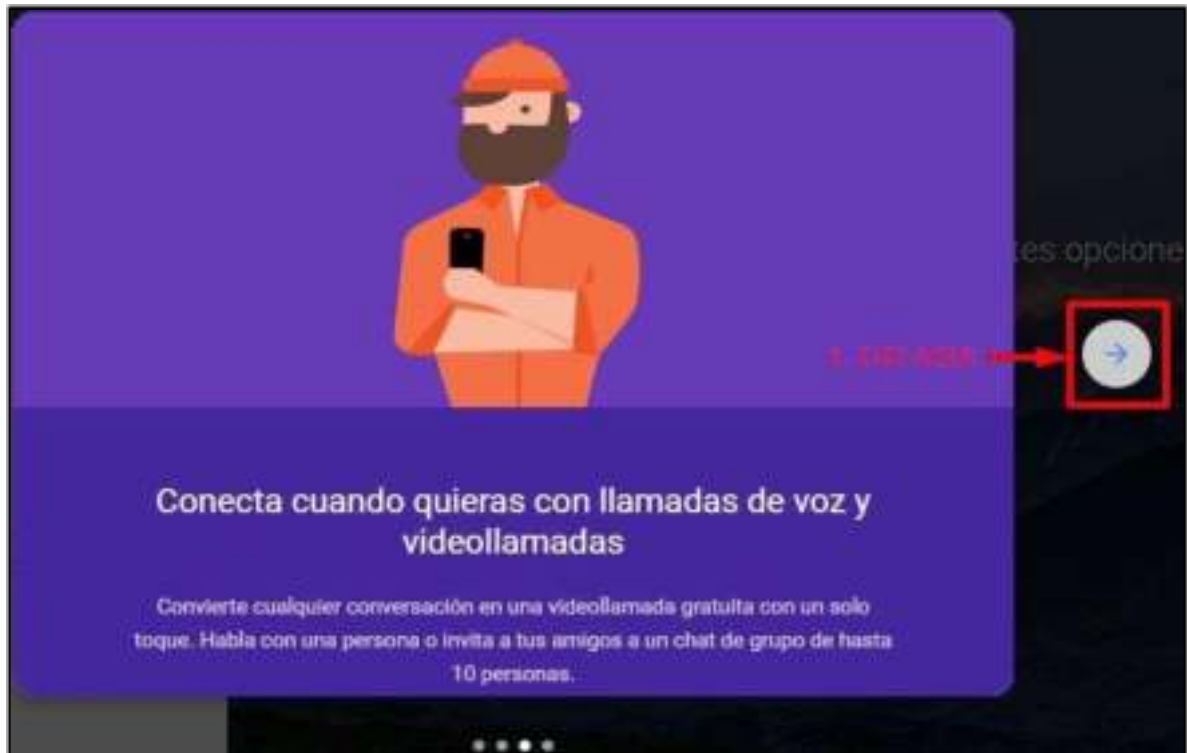 tes opcione
Conecta cuando quieras con llamadas de voz y
videollamadas
Convierte cualquier conversación en una videollamada gratuita con un solo
toque. Habla con una persona o invita a tus amigos a un chat de grupo de hasta
10 personas.